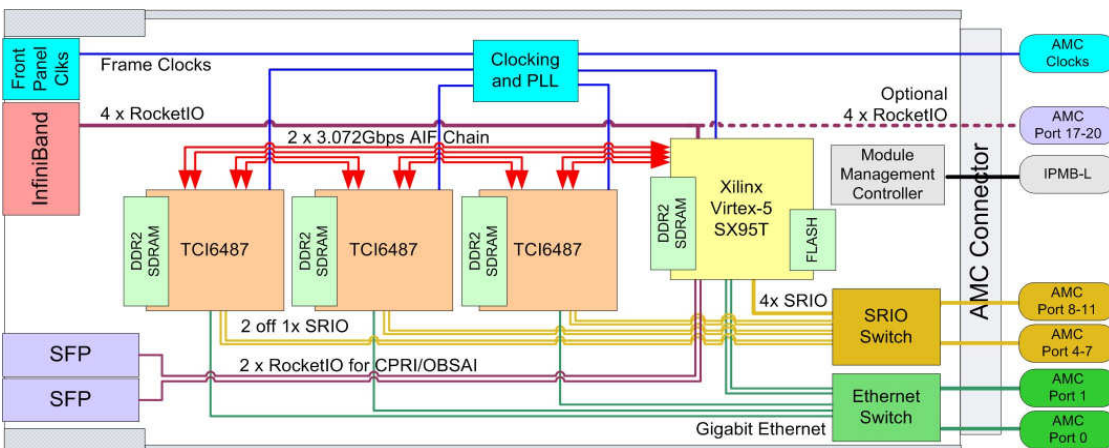 Front
Panel
Clks
Frame Clocks
Clocking
and PLL
AMC
Clocks
InfiniBand
4 x RocketIO
Optional
4 x RocketIO
AMC
Port 17-20
2 x 3.072Gbps AIF Chain
Module
Management
Controller
IPMB-L
AMC Connector
DDR2
SDRAM
TCI6487
DDR2
SDRAM
TCI6487
DDR2
SDRAM
TCI6487
Xilinx
Virtex-5
SX95T
DDR2
SDRAM
FLASH
4x SRIO
2 off 1x SRIO
SRIO
Switch
AMC
Port 8-11
AMC
Port 4-7
SFP
SFP
2 x RocketIO for CPRI/OBSAI
Ethernet
Switch
Gigabit Ethernet
AMC
Port 1
AMC
Port 0